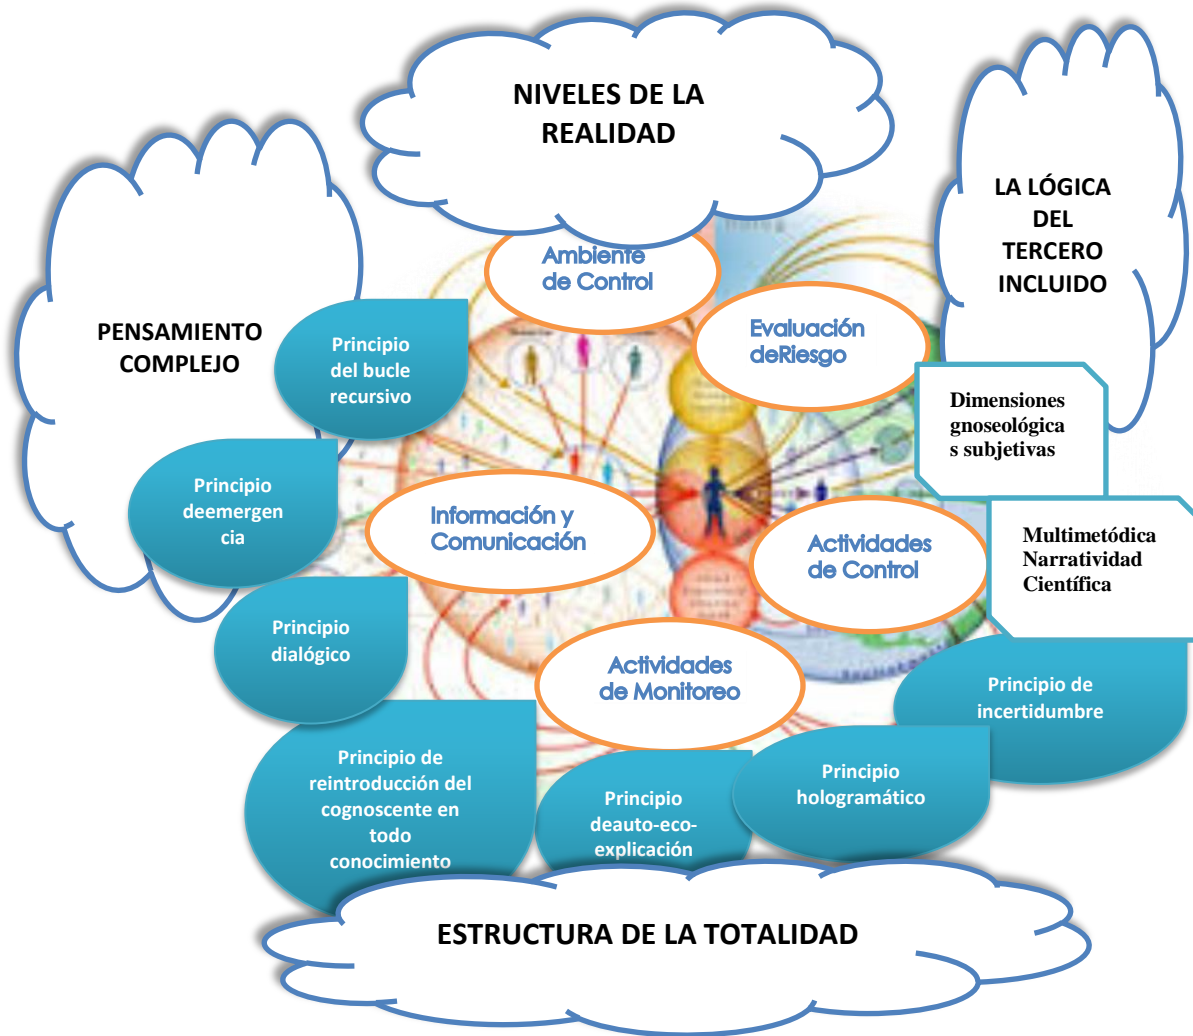 NIVELES DE LA
REALIDAD
LA LÓGICA
DEL
TERCERO
INCLUIDO
PENSAMIENTO
COMPLEJO
Ambiente
de Control
Evaluación
deRiesgo
Principio
del bucle
recursivo
Dimensiones
gnoseológica
s subjetivas
Principio
deemergen
cia
Información y
Comunicación
Actividades
de Control
Multimetódica
Narratividad
Científica
Principio
dialógico
Actividades
de Monitoreo
Principio de
incertidumbre
Principio de
reintroducción del
cognoscente en
todo
conocimiento
Principio
deauto-eco-
explicación
Principio
hologramático
ESTRUCTURA DE LA TOTALIDAD